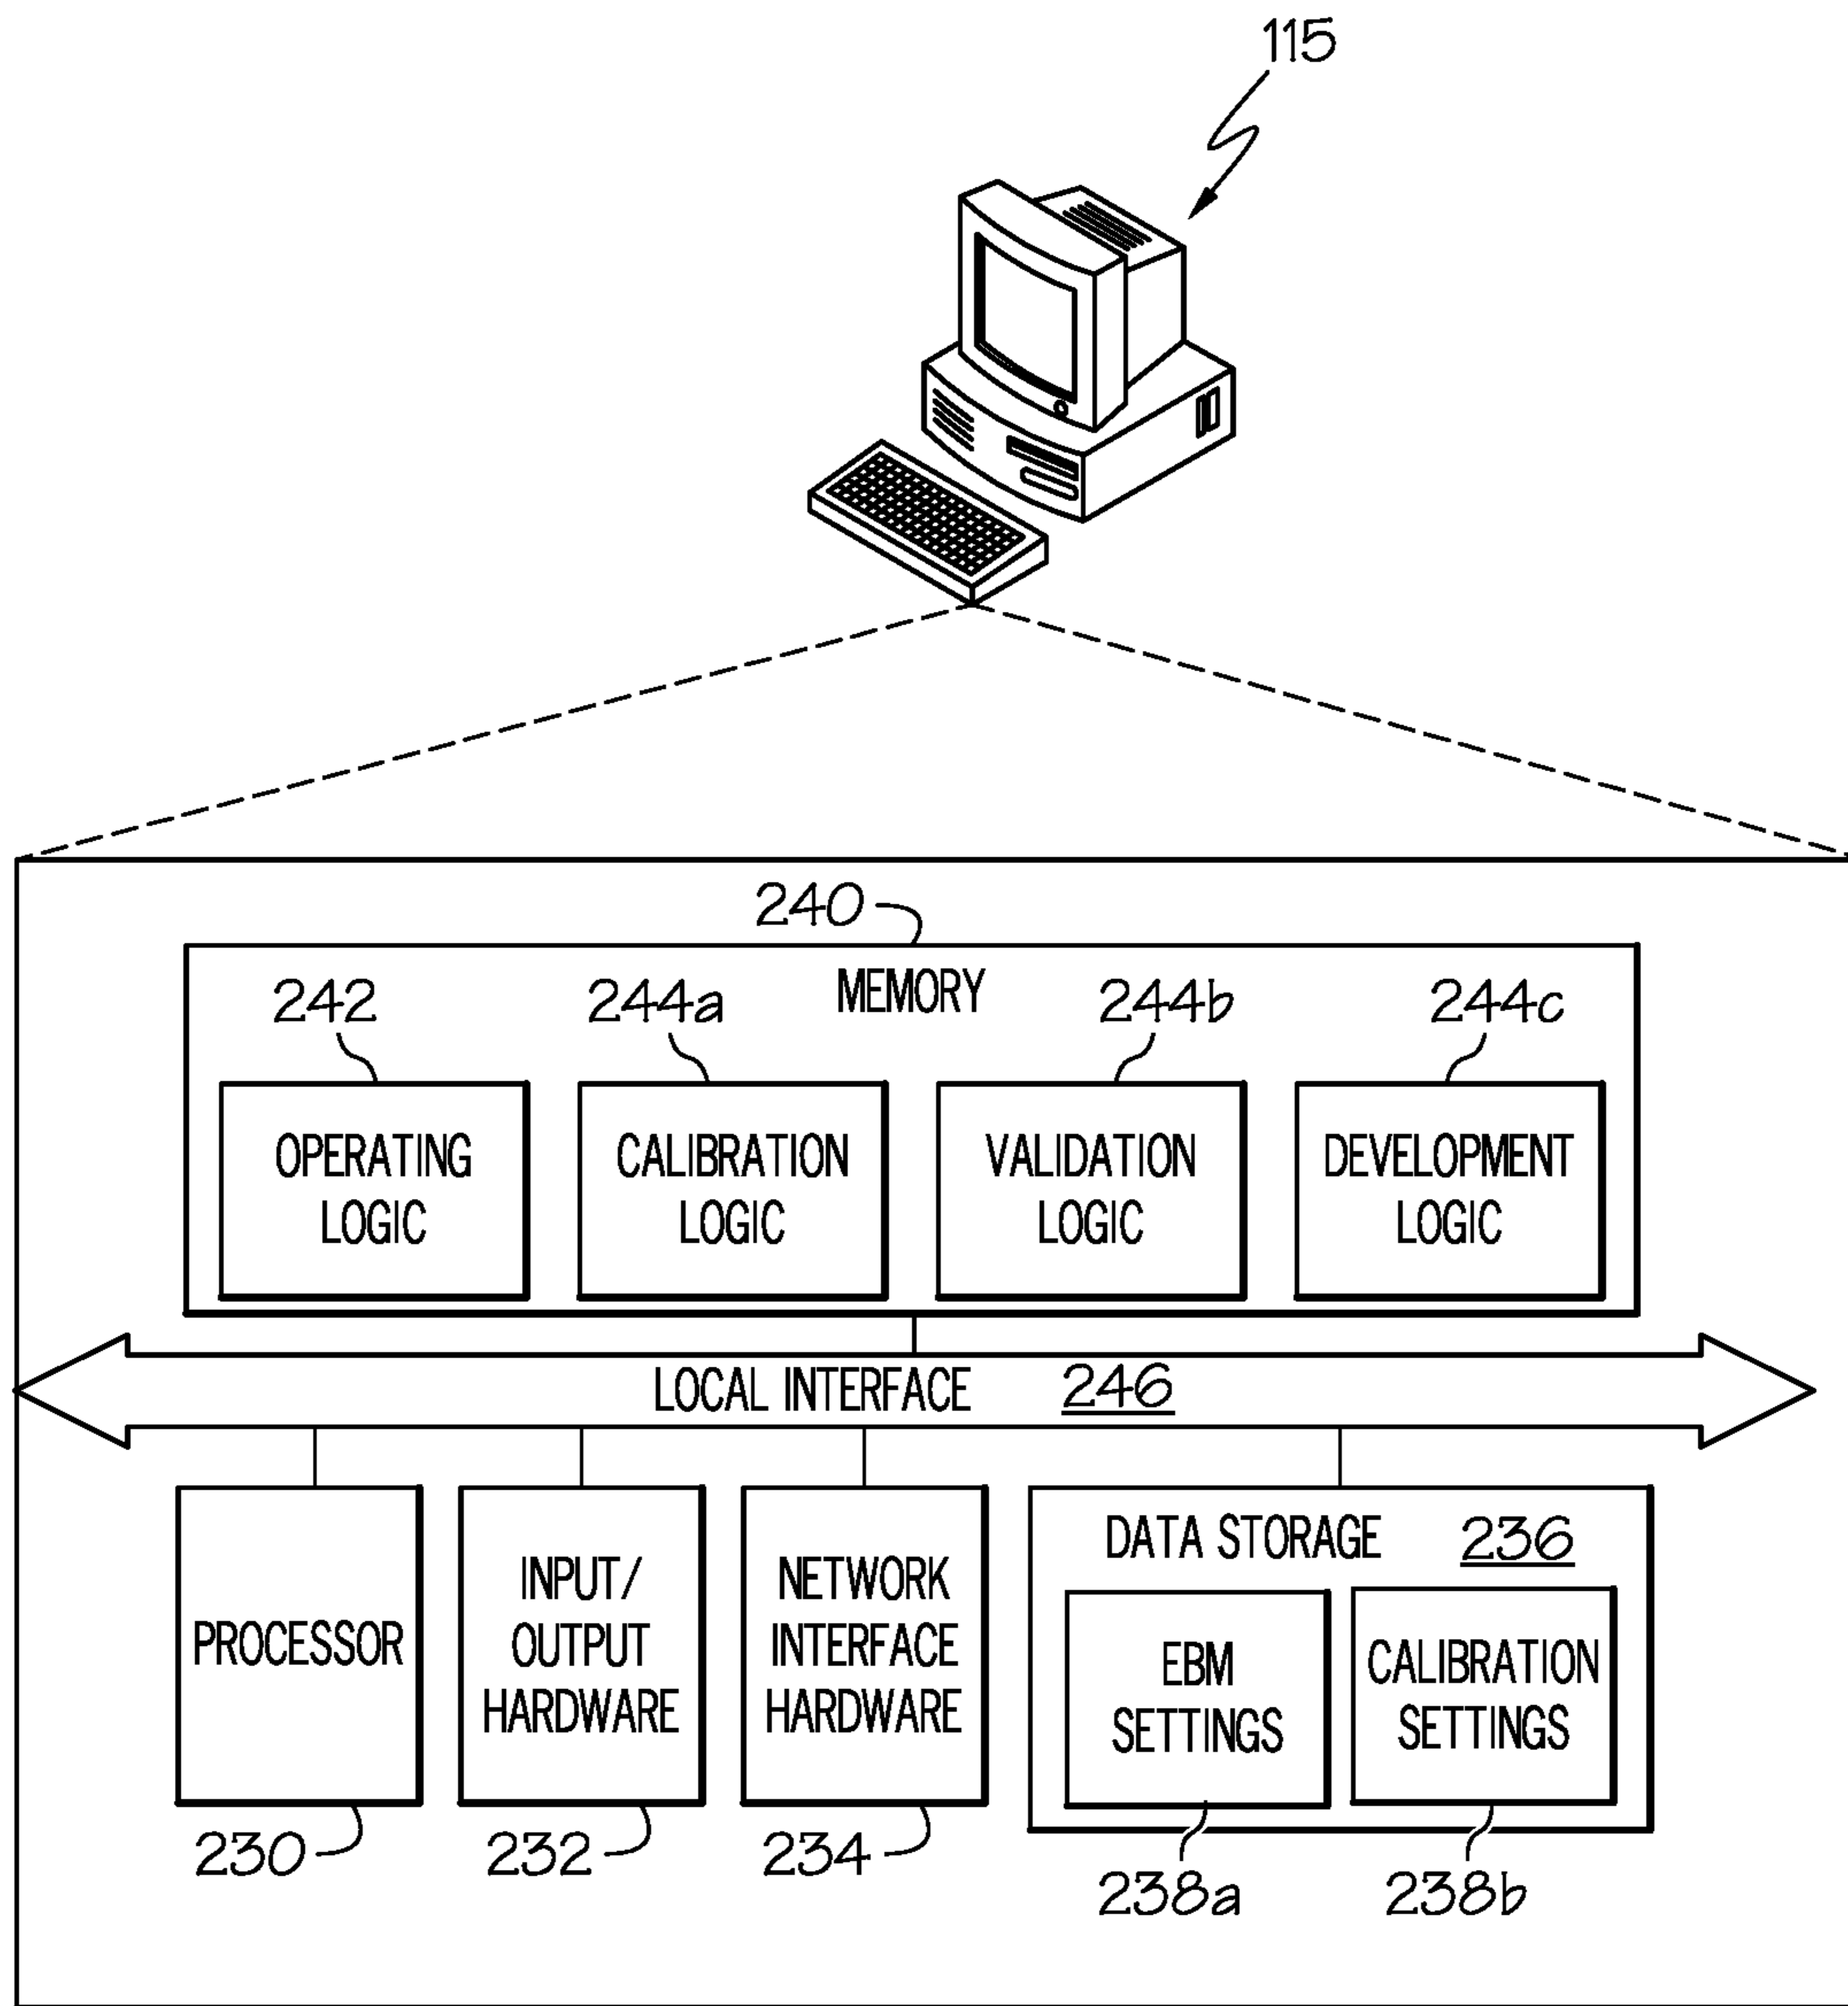 115
240
MEMORY
242
244a
244b
244c
OPERATING
LOGIC
CALIBRATION
LOGIC
VALIDATION
LOGIC
DEVELOPMENT
LOGIC
LOCAL INTERFACE 246
PROCESSOR
INPUT/
OUTPUT
HARDWARE
NETWORK
INTERFACE
HARDWARE
DATA STORAGE 236
EBM
SETTINGS
CALIBRATION
SETTINGS
230
232
234
238a
238b